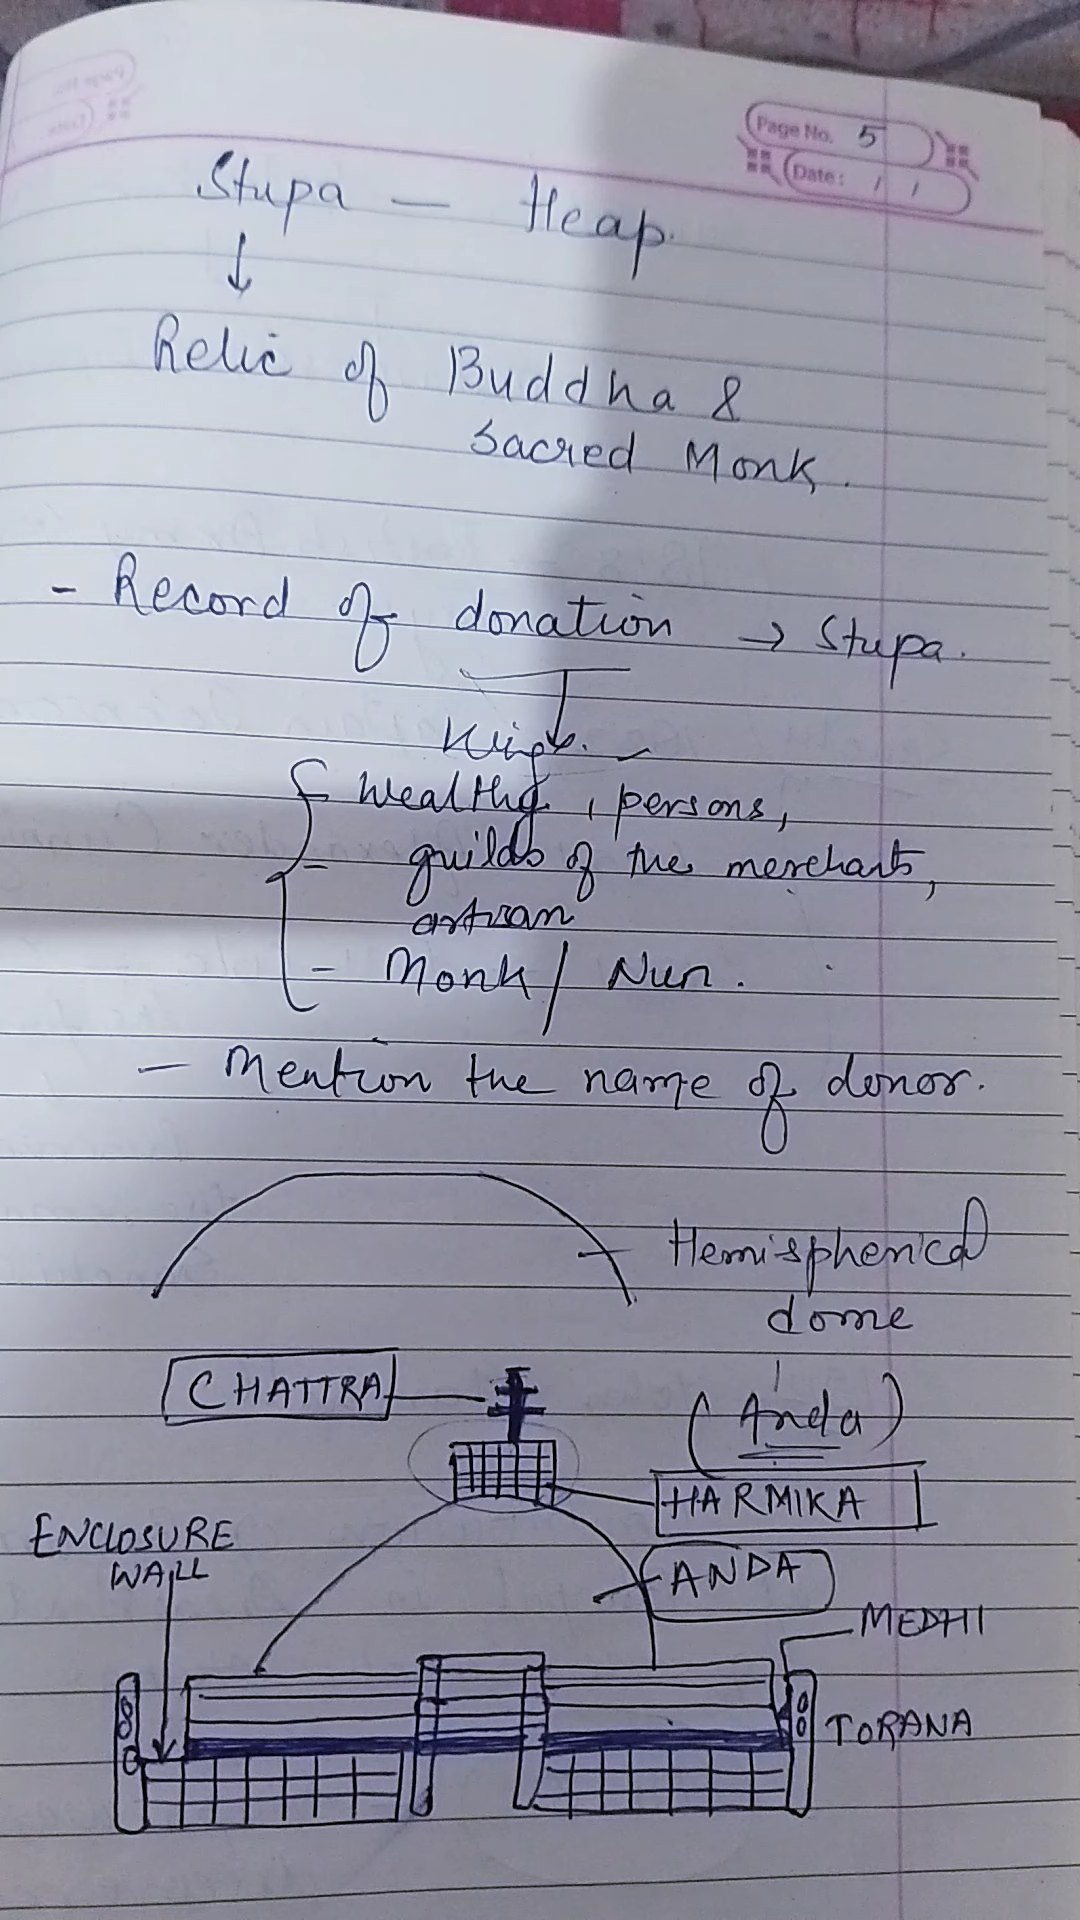 Page No. 5
Date: / /
Stupa — Heap.
↓
Relic of Buddha &
Sacred Monk.
- Record of donation → Stupa.
Wealthy, persons,
- guilds of the merchants,
artisan
- Monk / Nun.
— Mention the name of donor.
Hemispherical
dome
(Anda)
CHATTRA
HARMIKA
ENCLOSURE
WALL
ANDA
MEDHI
TORANA